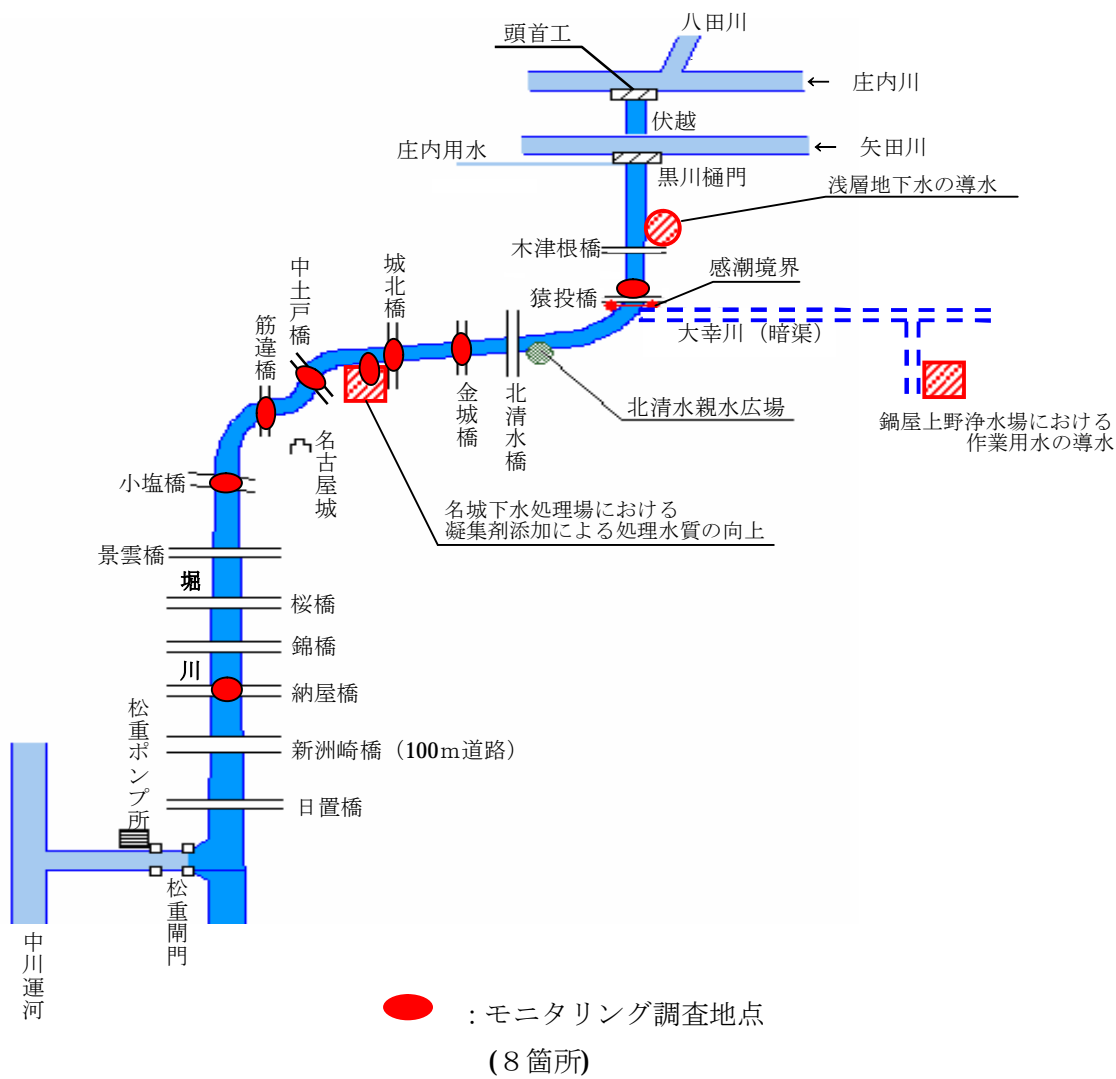 八田川
頭首工
← 庄内川
伏越
庄内用水
← 矢田川
黒川樋門
浅層地下水の導水
木津根橋
感潮境界
猿投橋
大幸川（暗渠）
城北橋
中土戸橋
筋違橋
金城橋
北清水橋
北清水親水広場
鍋屋上野浄水場における
作業用水の導水
名古屋城
小塩橋
名城下水処理場における
凝集剤添加による処理水質の向上
景雲橋
堀川
桜橋
錦橋
納屋橋
松重ポンプ所
新洲崎橋（100ｍ道路）
日置橋
松重閘門
中川運河
：モニタリング調査地点
(８箇所)